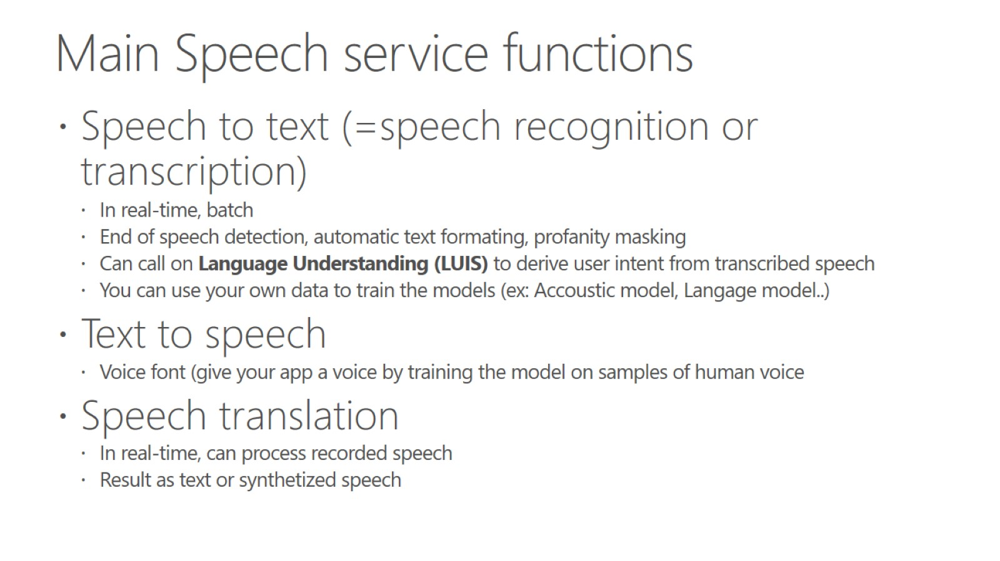 Main Speech service functions
• Speech to text (=speech recognition or
transcription)
• In real-time, batch
• End of speech detection, automatic text formating, profanity masking
• Can call on Language Understanding (LUIS) to derive user intent from transcribed speech
• You can use your own data to train the models (ex: Accoustic model, Langage model..)
• Text to speech
• Voice font (give your app a voice by training the model on samples of human voice
• Speech translation
• In real-time, can process recorded speech
• Result as text or synthetized speech